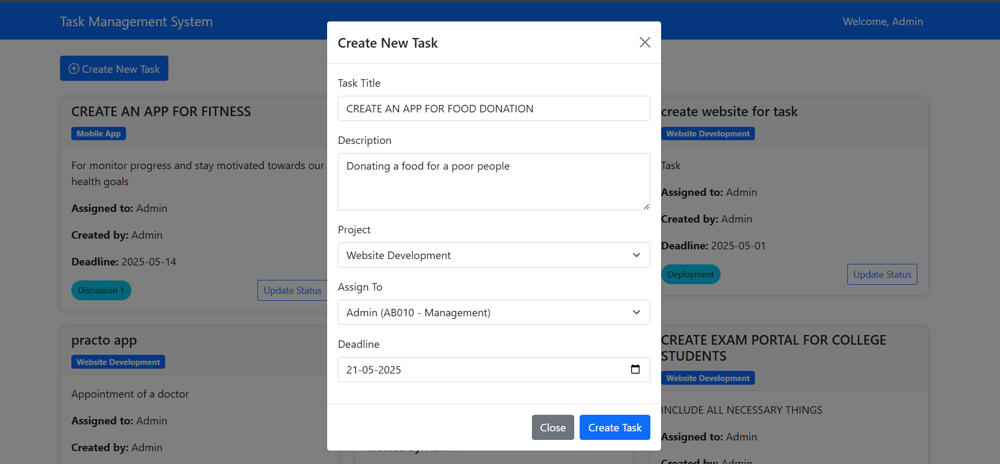 Task Management System
Welcome, Admin
Create New Task
CREATE AN APP FOR FITNESS
Mobile App
For monitor progress and stay motivated towards our
health goals
Assigned to: Admin
Created by: Admin
Deadline: 2025-05-14
Discussion 1
Update Status
practo app
Website Development
Appointment of a doctor
Assigned to: Admin
Created by: Admin
Create New Task
Task Title
CREATE AN APP FOR FOOD DONATION
Description
Donating a food for a poor people
Project
Website Development
Assign To
Admin (AB010 - Management)
Deadline
21-05-2025
Close
Create Task
create website for task
Website Development
Task
Assigned to: Admin
Created by: Admin
Deadline: 2025-05-01
Deployment
Update Status
CREATE EXAM PORTAL FOR COLLEGE
STUDENTS
Website Development
INCLUDE ALL NECESSARY THINGS
Assigned to: Admin
Created by: Admin